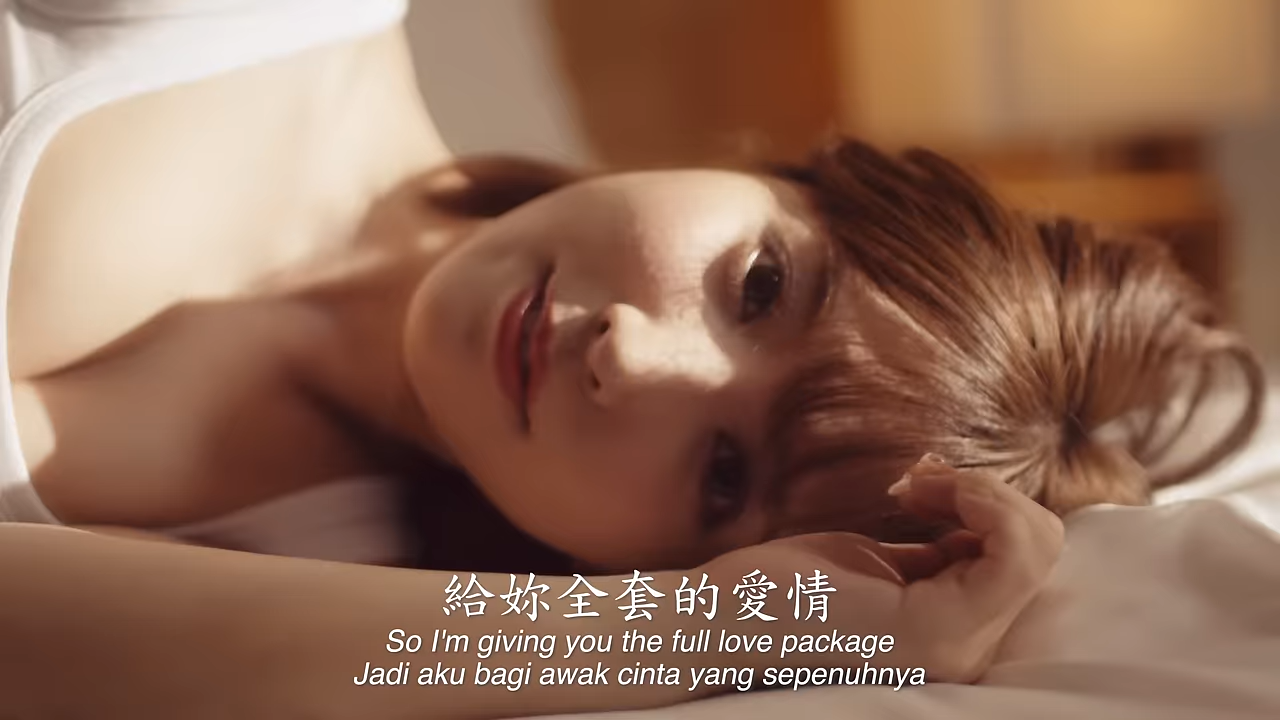 給妳全套的愛情
So I'm giving you the full love package
Jadi aku bagi awak cinta yang sepenuhnya